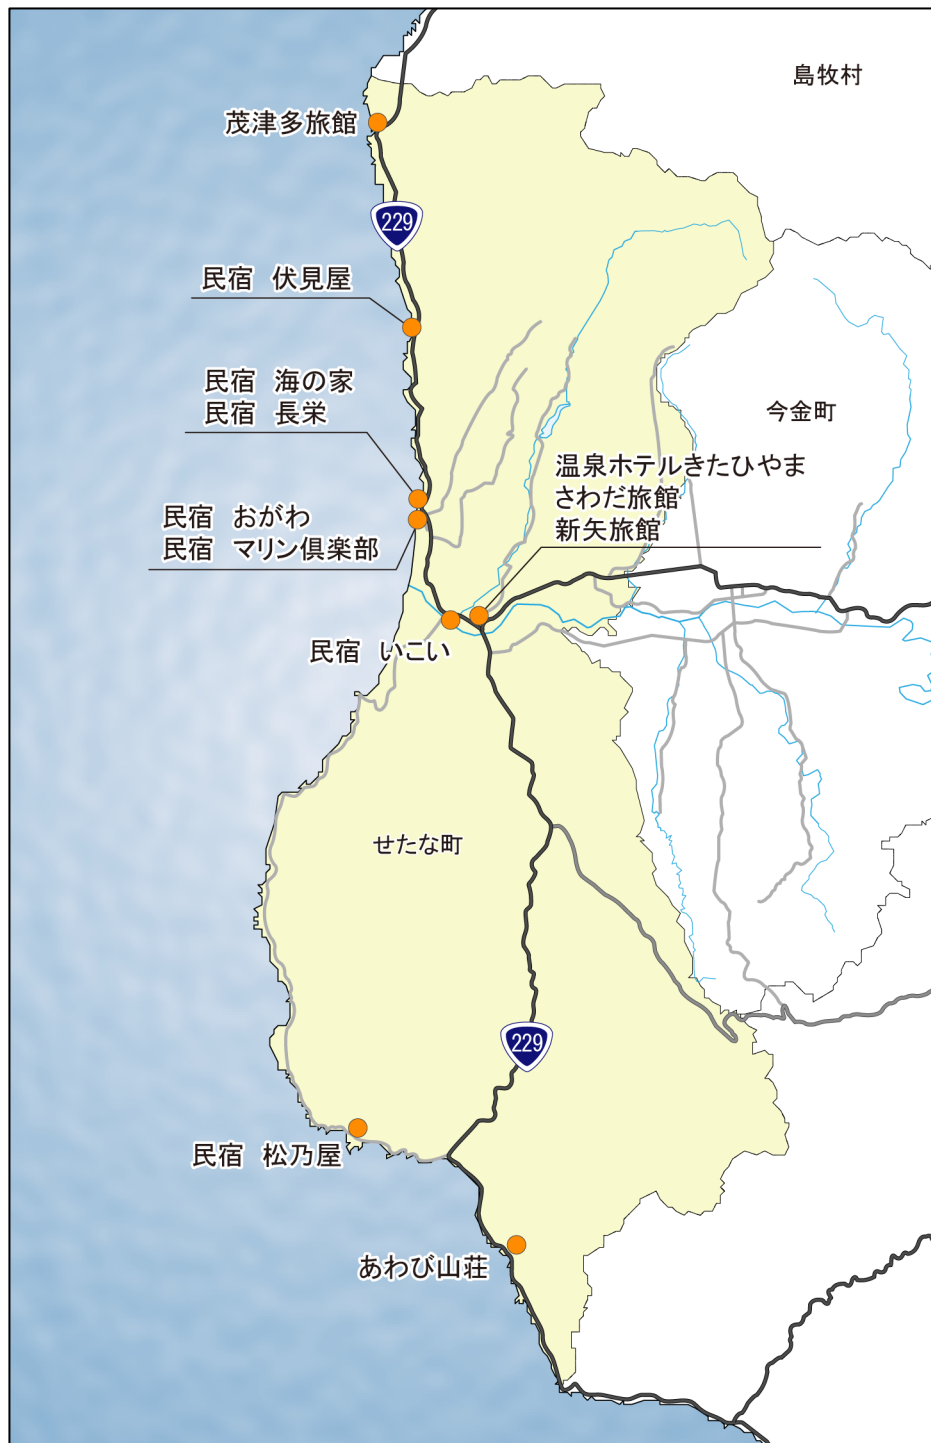 島牧村
茂津多旅館
229
民宿　伏見屋
民宿　海の家
民宿　長栄
今金町
温泉ホテルきたひやま
さわだ旅館
新矢旅館
民宿　おがわ
民宿　マリン倶楽部
民宿　いこい
せたな町
229
民宿　松乃屋
あわび山荘